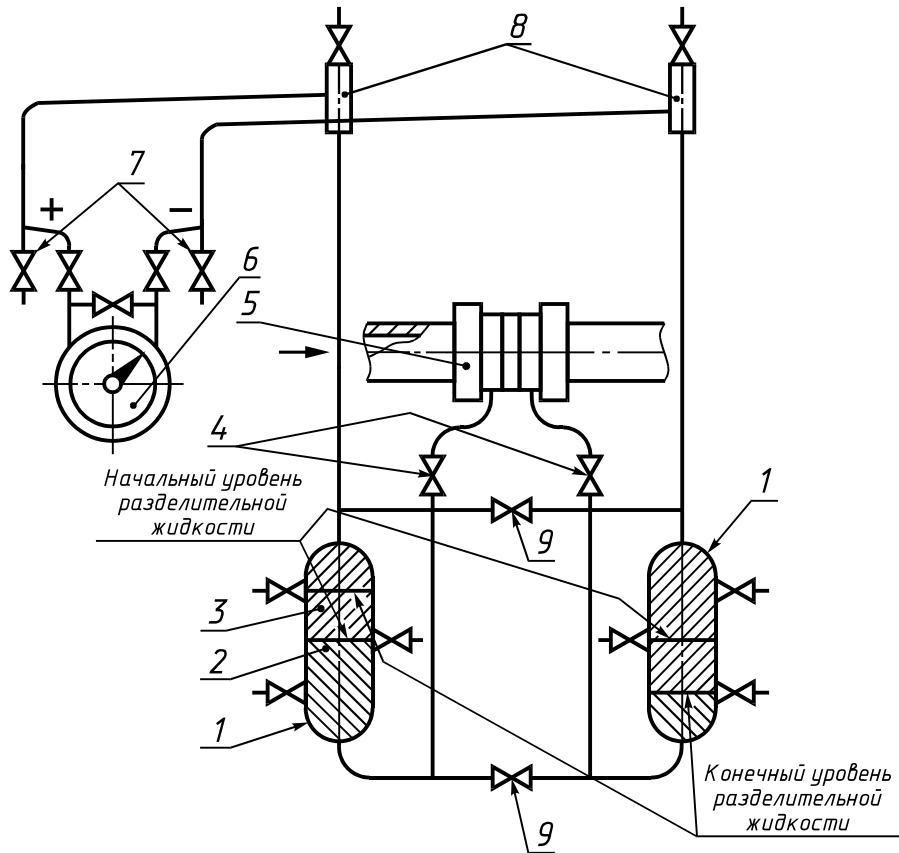 8
7
+
−
6
5
4
Начальный уровень
разделительной
жидкости
1
9
3
2
1
Конечный уровень
разделительной
жидкости
9